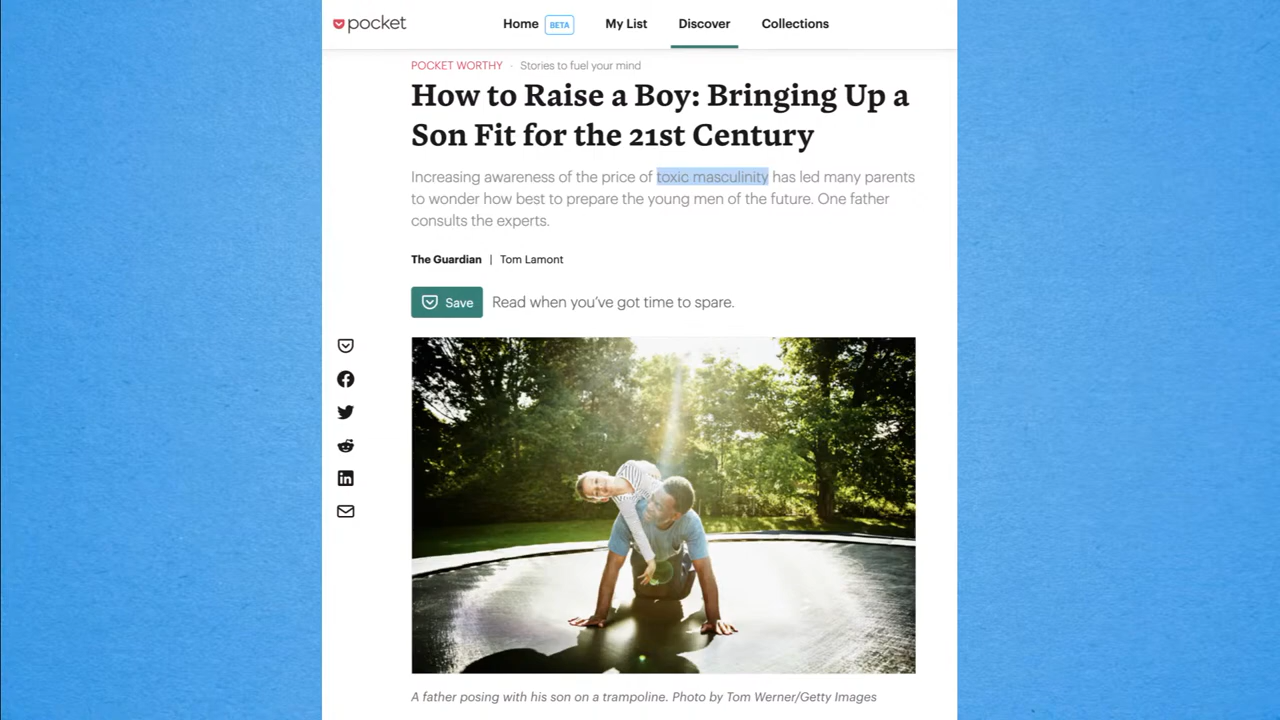 pocket
Home BETA My List Discover Collections
POCKET WORTHY · Stories to fuel your mind
How to Raise a Boy: Bringing Up a
Son Fit for the 21st Century
Increasing awareness of the price of toxic masculinity has led many parents
to wonder how best to prepare the young men of the future. One father
consults the experts.
The Guardian | Tom Lamont
Save Read when you’ve got time to spare.
A father posing with his son on a trampoline. Photo by Tom Werner/Getty Images